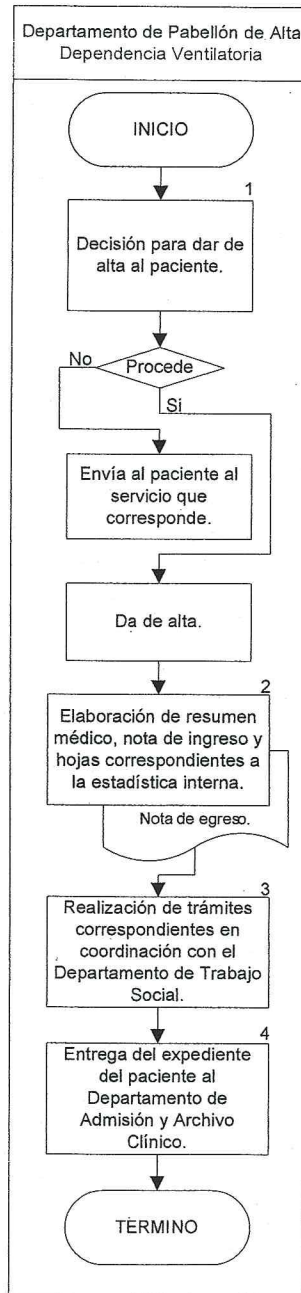 Departamento de Pabellón de Alta
Dependencia Ventilatoria
INICIO
1
Decisión para dar de
alta al paciente.
No
Procede
Si
Envía al paciente al
servicio que
corresponde.
Da de alta.
2
Elaboración de resumen
médico, nota de ingreso y
hojas correspondientes a
la estadística interna.
Nota de egreso.
3
Realización de trámites
correspondientes en
coordinación con el
Departamento de Trabajo
Social.
4
Entrega del expediente
del paciente al
Departamento de
Admisión y Archivo
Clínico.
TERMINO